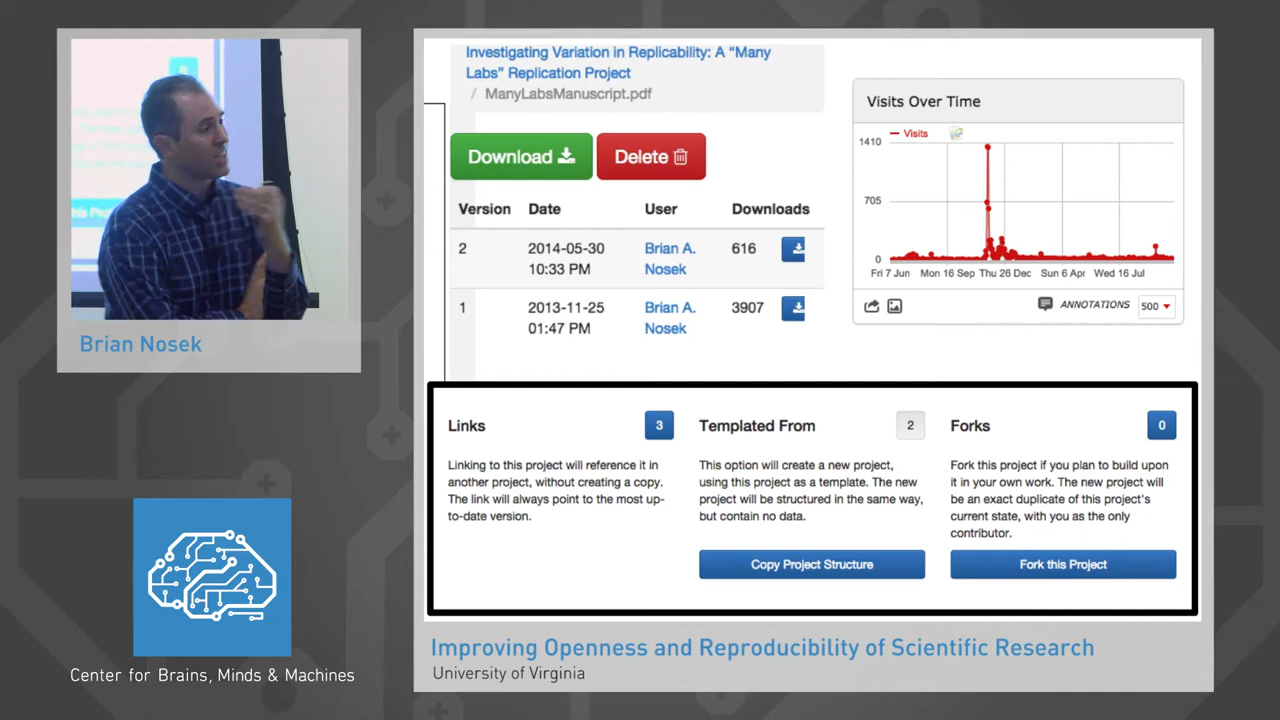 Brian Nosek
Center for Brains, Minds & Machines
Investigating Variation in Replicability: A “Many
Labs” Replication Project
/ ManyLabsManuscript.pdf
Download
Delete
Version Date User Downloads
2 2014-05-30 Brian A. 616
10:33 PM Nosek
1 2013-11-25 Brian A. 3907
01:47 PM Nosek
Visits Over Time
Visits
1410
705
0
Fri 7 Jun Mon 16 Sep Thu 26 Dec Sun 6 Apr Wed 16 Jul
ANNOTATIONS 500
Links 3
Linking to this project will reference it in
another project, without creating a copy.
The link will always point to the most up-
to-date version.
Templated From 2
This option will create a new project,
using this project as a template. The new
project will be structured in the same way,
but contain no data.
Copy Project Structure
Forks 0
Fork this project if you plan to build upon
it in your own work. The new project will
be an exact duplicate of this project's
current state, with you as the only
contributor.
Fork this Project
Improving Openness and Reproducibility of Scientific Research
University of Virginia